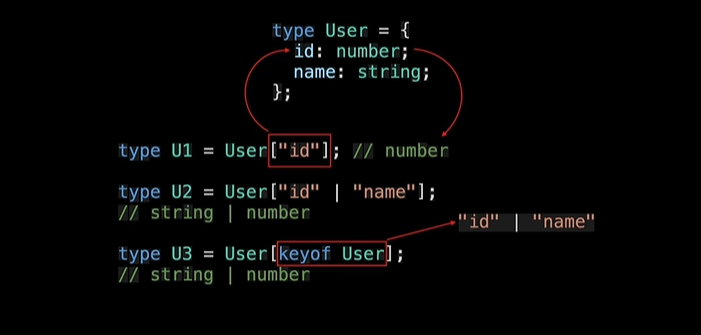 type User = {
id: number;
name: string;
};
type U1 = User["id"]; // number
type U2 = User["id" | "name"];
// string | number
"id" | "name"
type U3 = User[keyof User];
// string | number